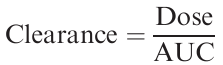 Clearance = Dose / AUC